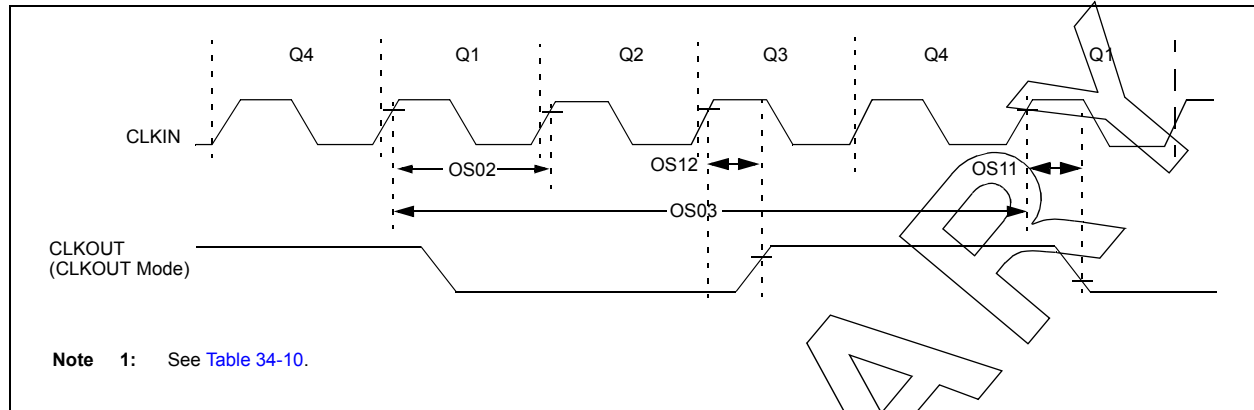 Q4 Q1 Q2 Q3 Q4 Q1
CLKIN
OS02 OS12 OS11
OS03
CLKOUT
(CLKOUT Mode)
Note 1: See Table 34-10.
A R Y